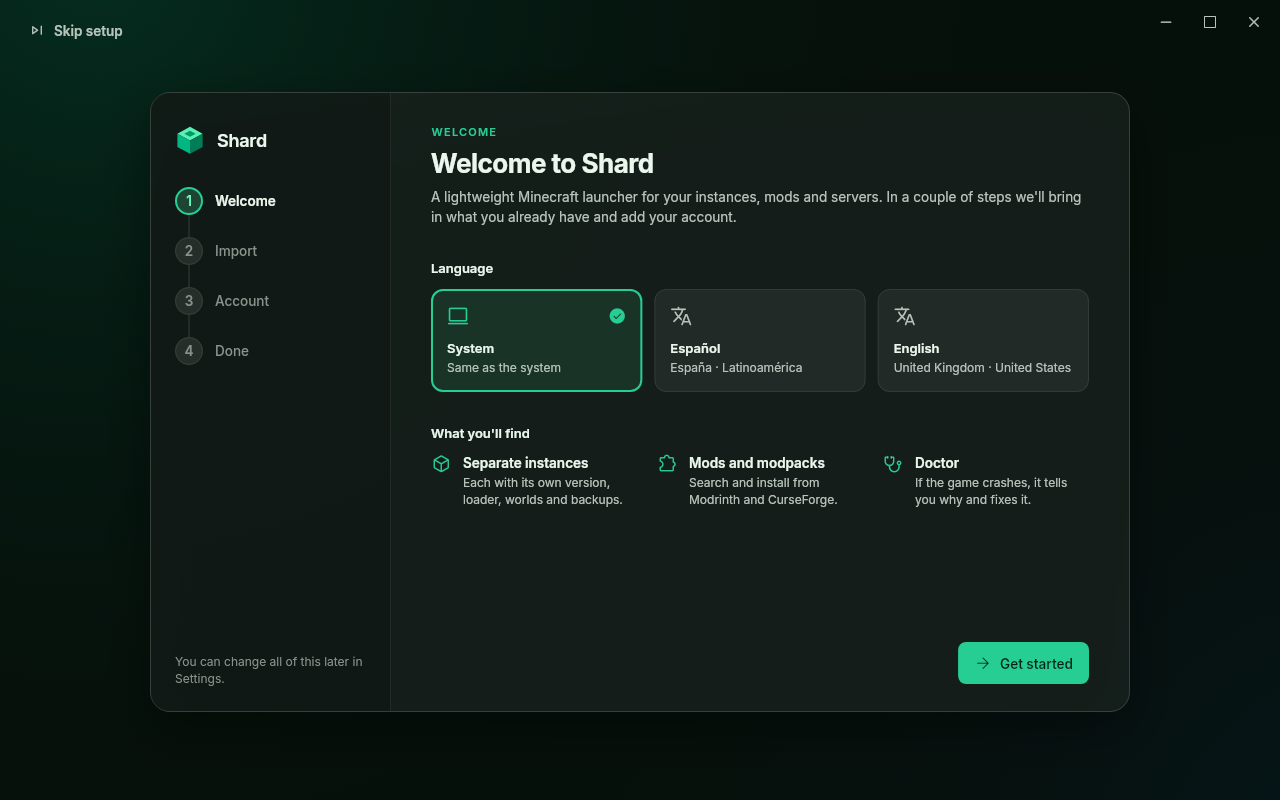 Skip setup
Shard
1 Welcome
2 Import
3 Account
4 Done
You can change all of this later in
Settings.
WELCOME
Welcome to Shard
A lightweight Minecraft launcher for your instances, mods and servers. In a couple of steps we'll bring
in what you already have and add your account.
Language
System
Same as the system
Español
España · Latinoamérica
English
United Kingdom · United States
What you'll find
Separate instances
Each with its own version,
loader, worlds and backups.
Mods and modpacks
Search and install from
Modrinth and CurseForge.
Doctor
If the game crashes, it tells
you why and fixes it.
Get started